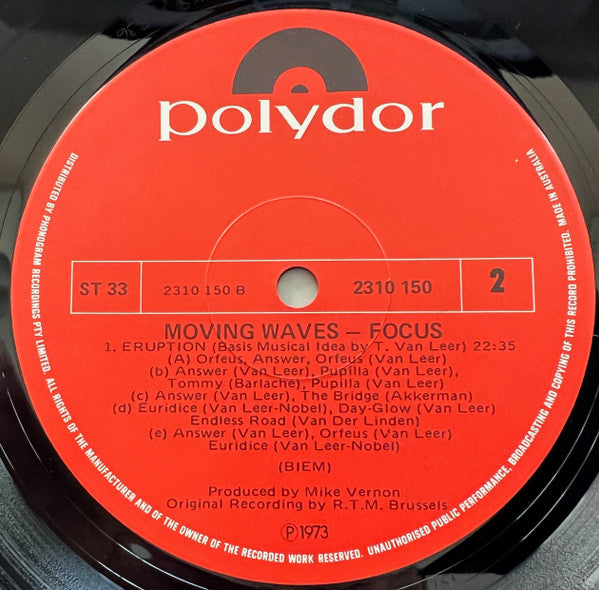 polydor
ST 33
2310 150 B
2310 150
2
MOVING WAVES — FOCUS
1. ERUPTION (Basis Musical Idea by T. Van Leer) 22:35
(A) Orfeus, Answer, Orfeus (Van Leer)
(b) Answer (Van Leer), Pupilla (Van Leer),
Tommy (Barlache), Pupilla (Van Leer)
(c) Answer (Van Leer), The Bridge (Akkerman)
(d) Euridice (Van Leer-Nobel), Day-Glow (Van Leer)
Endless Road (Van Der Linden)
(e) Answer (Van Leer), Orfeus (Van Leer)
Euridice (Van Leer-Nobel)
(BIEM)
Produced by Mike Vernon
Original Recording by R.T.M. Brussels
Ⓟ1973
DISTRIBUTED BY PHONOGRAM RECORDINGS PTY LIMITED. ALL RIGHTS OF THE MANUFACTURER AND OF THE OWNER OF THE RECORDED WORK RESERVED. UNAUTHORISED PUBLIC PERFORMANCE, BROADCASTING AND COPYING OF THIS RECORD PROHIBITED. MADE IN AUSTRALIA